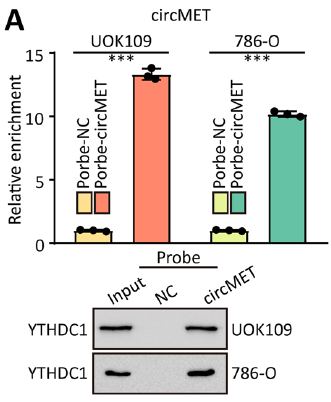 A
circMET
UOK109 786-O
*** ***
15
10
5
0
Relative enrichment
Porbe-NC
Porbe-circMET
Porbe-NC
Porbe-circMET
Probe
Input NC circMET
YTHDC1 UOK109
YTHDC1 786-O